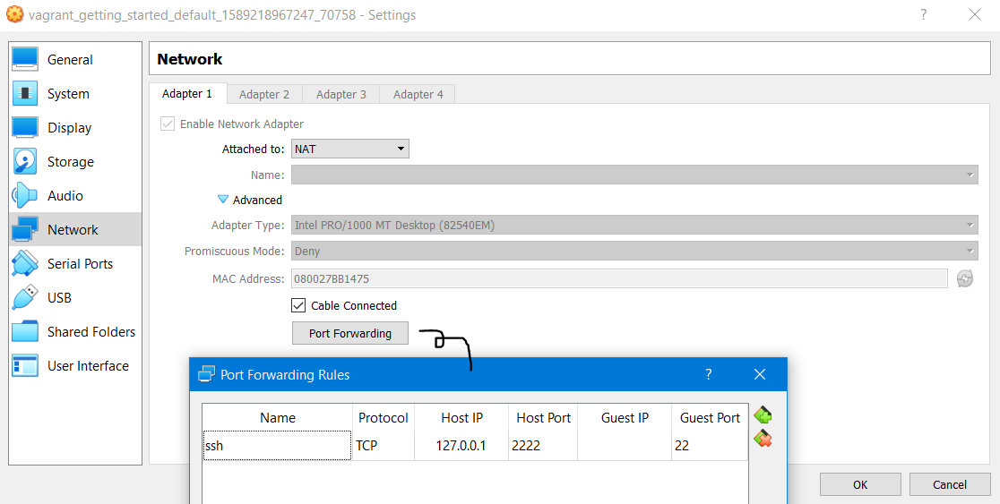 vagrant_getting_started_default_1589218967247_70758 - Settings
?
General
System
Display
Storage
Audio
Network
Serial Ports
USB
Shared Folders
User Interface
Network
Adapter 1 Adapter 2 Adapter 3 Adapter 4
Enable Network Adapter
Attached to: NAT
Name:
Advanced
Adapter Type: Intel PRO/1000 MT Desktop (82540EM)
Promiscuous Mode: Deny
MAC Address: 080027BB1475
Cable Connected
Port Forwarding
Port Forwarding Rules ?
Name Protocol Host IP Host Port Guest IP Guest Port
ssh TCP 127.0.0.1 2222 22
OK Cancel